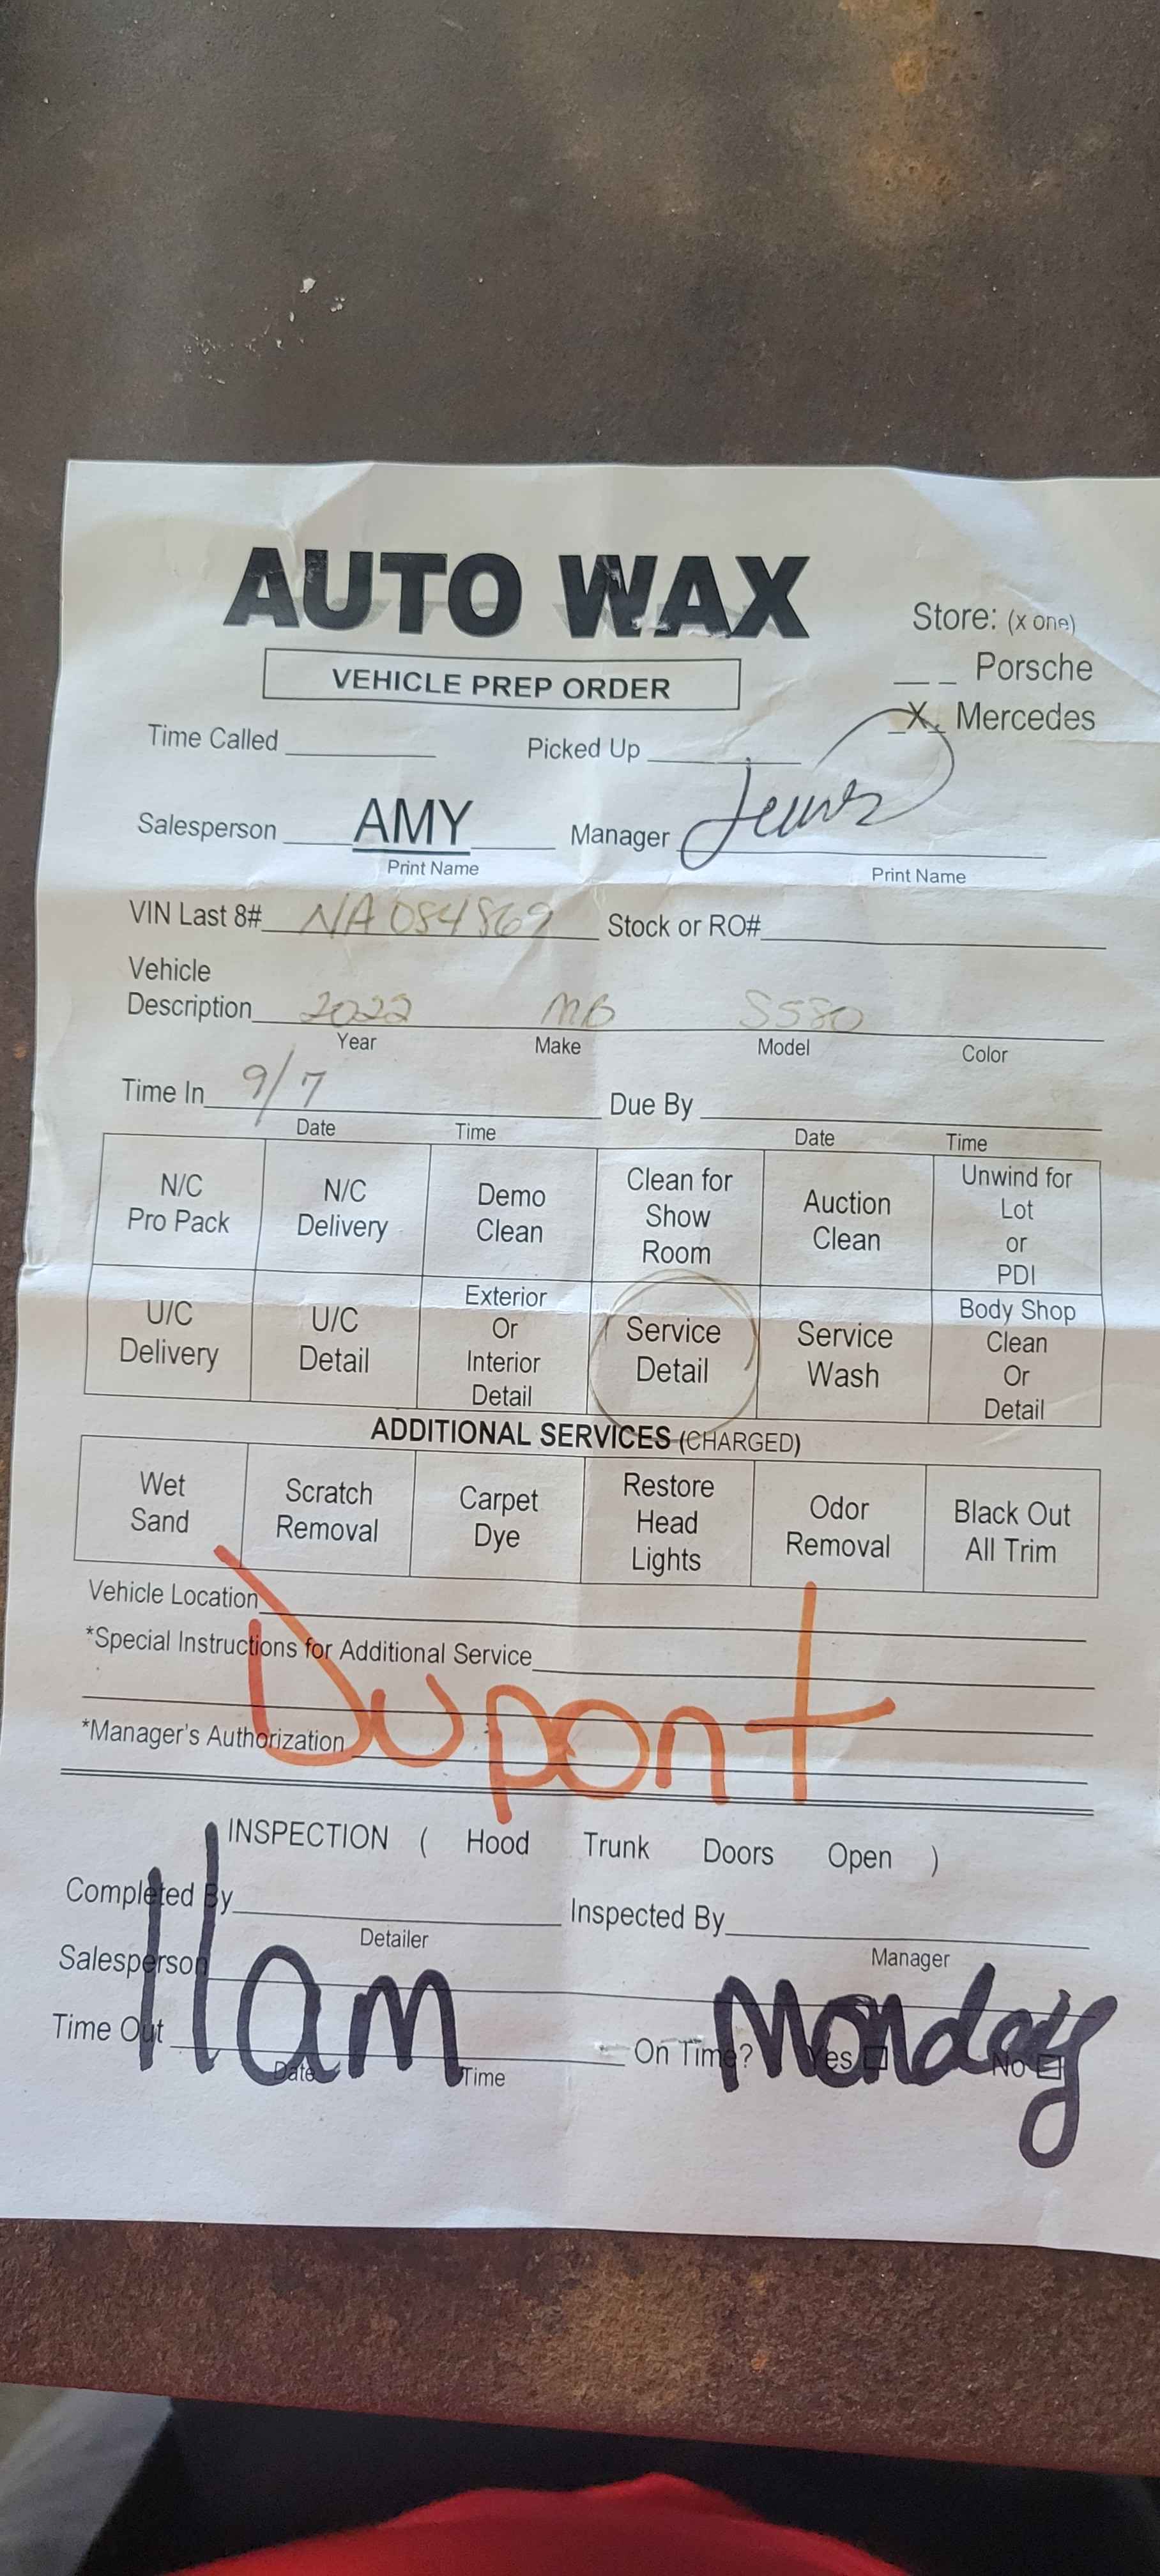 AUTO WAX
Store: (x one)
VEHICLE PREP ORDER
__ _ Porsche
_X_ Mercedes
Time Called Picked Up
Salesperson AMY Manager
Print Name Print Name
VIN Last 8# NA084869 Stock or RO#
Vehicle
Description 2022 MB S580
Year Make Model Color
Time In 9/7 Due By
Date Time Date Time
N/C Pro Pack
N/C Delivery
Demo Clean
Clean for Show Room
Auction Clean
Unwind for Lot or PDI
U/C Delivery
U/C Detail
Exterior Or Interior Detail
Service Detail
Service Wash
Body Shop Clean Or Detail
ADDITIONAL SERVICES (CHARGED)
Wet Sand
Scratch Removal
Carpet Dye
Restore Head Lights
Odor Removal
Black Out All Trim
Vehicle Location
*Special Instructions for Additional Service
Dupont
*Manager's Authorization
INSPECTION ( Hood Trunk Doors Open )
Completed By Inspected By
Detailer Manager
Salesperson
11am Monday
Time Out On Time? Yes No
Date Time